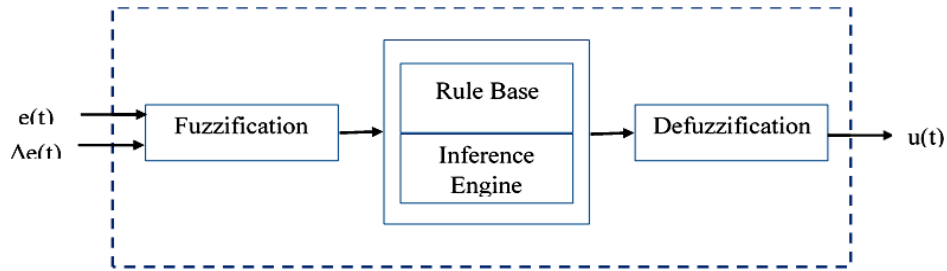 Rule Base
e(t)
Fuzzification
Defuzzification
u(t)
Δe(t)
Inference
Engine